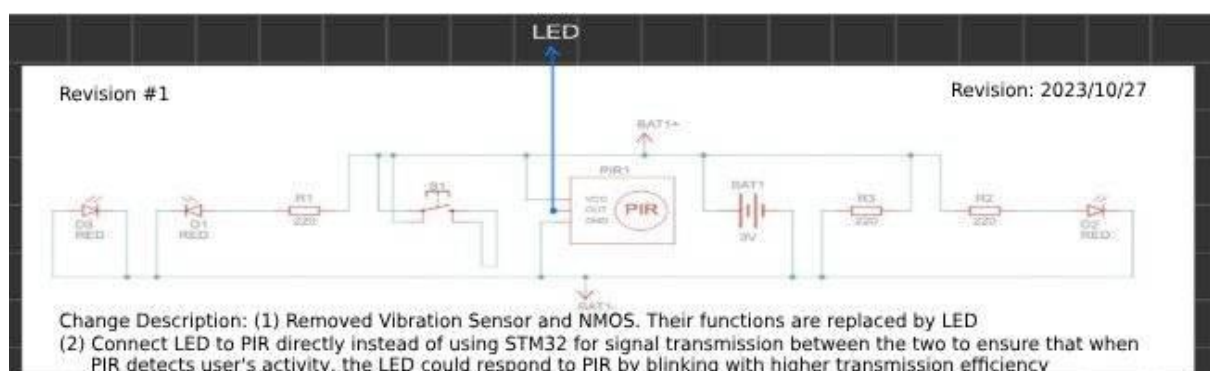 LED
Revision #1
Revision: 2023/10/27
BAT1+
PIR1
S1
BAT1
R1
R3
R2
VCC
OUT
GND
PIR
220
220
220
D3
RED
D1
RED
D2
RED
3V
BAT1-
Change Description: (1) Removed Vibration Sensor and NMOS. Their functions are replaced by LED
(2) Connect LED to PIR directly instead of using STM32 for signal transmission between the two to ensure that when
PIR detects user's activity, the LED could respond to PIR by blinking with higher transmission efficiency